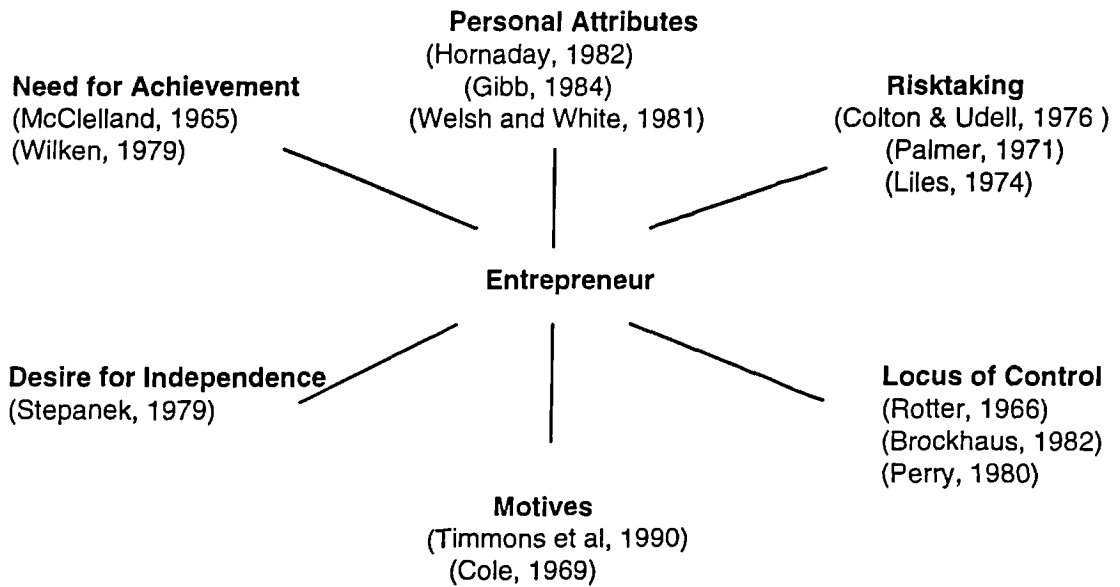 Personal Attributes
(Hornaday, 1982)
(Gibb, 1984)
(Welsh and White, 1981)
Need for Achievement
(McClelland, 1965)
(Wilken, 1979)
Risktaking
(Colton & Udell, 1976 )
(Palmer, 1971)
(Liles, 1974)
Entrepreneur
Desire for Independence
(Stepanek, 1979)
Locus of Control
(Rotter, 1966)
(Brockhaus, 1982)
(Perry, 1980)
Motives
(Timmons et al, 1990)
(Cole, 1969)